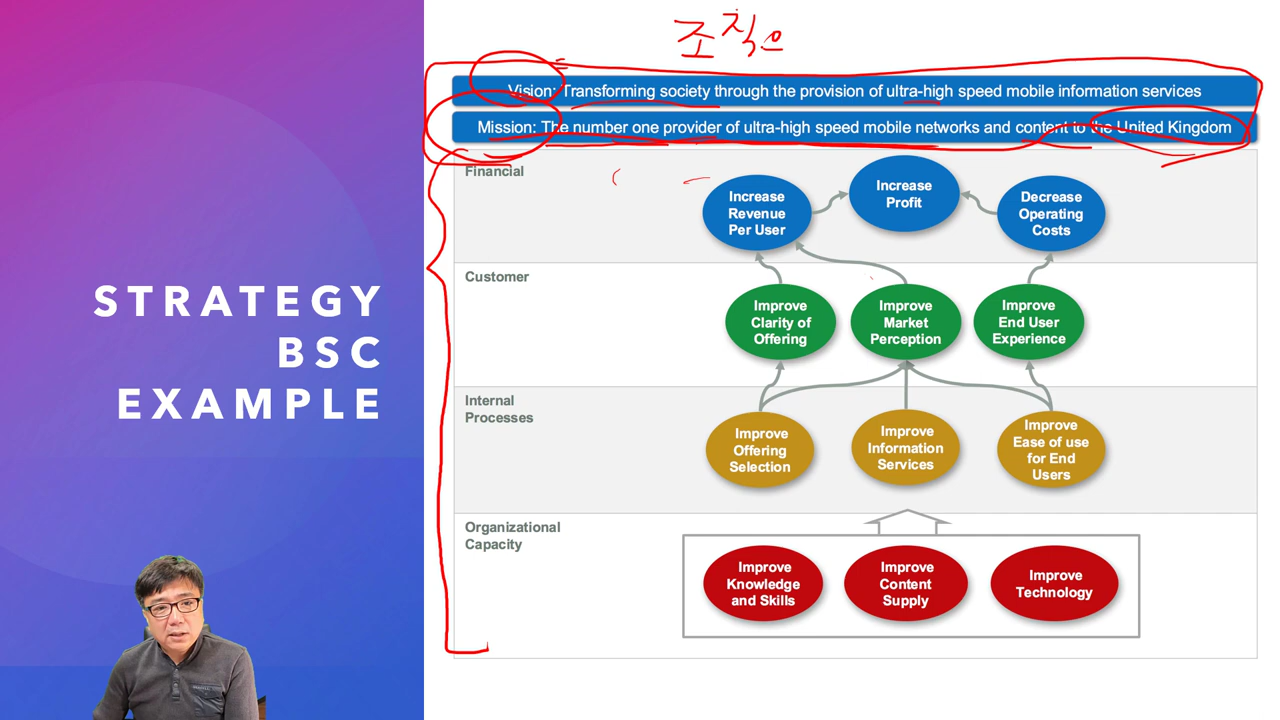 STRATEGY
BSC
EXAMPLE
조직의
Vision: Transforming society through the provision of ultra-high speed mobile information services
Mission: The number one provider of ultra-high speed mobile networks and content to the United Kingdom
Financial
Increase
Revenue
Per User
Increase
Profit
Decrease
Operating
Costs
Customer
Improve
Clarity of
Offering
Improve
Market
Perception
Improve
End User
Experience
Internal
Processes
Improve
Offering
Selection
Improve
Information
Services
Improve
Ease of use
for End
Users
Organizational
Capacity
Improve
Knowledge
and Skills
Improve
Content
Supply
Improve
Technology